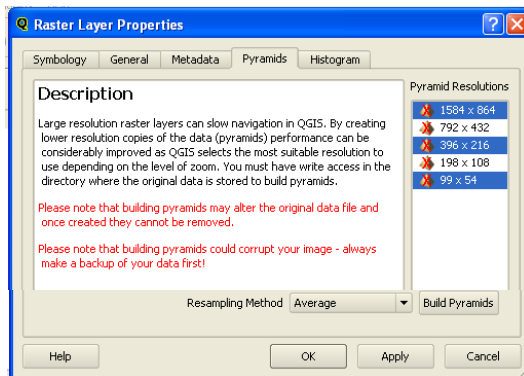 Raster Layer Properties
Symbology General Metadata Pyramids Histogram
Description
Large resolution raster layers can slow navigation in QGIS. By creating
lower resolution copies of the data (pyramids) performance can be
considerably improved as QGIS selects the most suitable resolution to
use depending on the level of zoom. You must have write access in the
directory where the original data is stored to build pyramids.
Please note that building pyramids may alter the original data file and
once created they cannot be removed.
Please note that building pyramids could corrupt your image - always
make a backup of your data first!
Pyramid Resolutions
1584 x 864
792 x 432
396 x 216
198 x 108
99 x 54
Resampling Method Average Build Pyramids
Help OK Apply Cancel